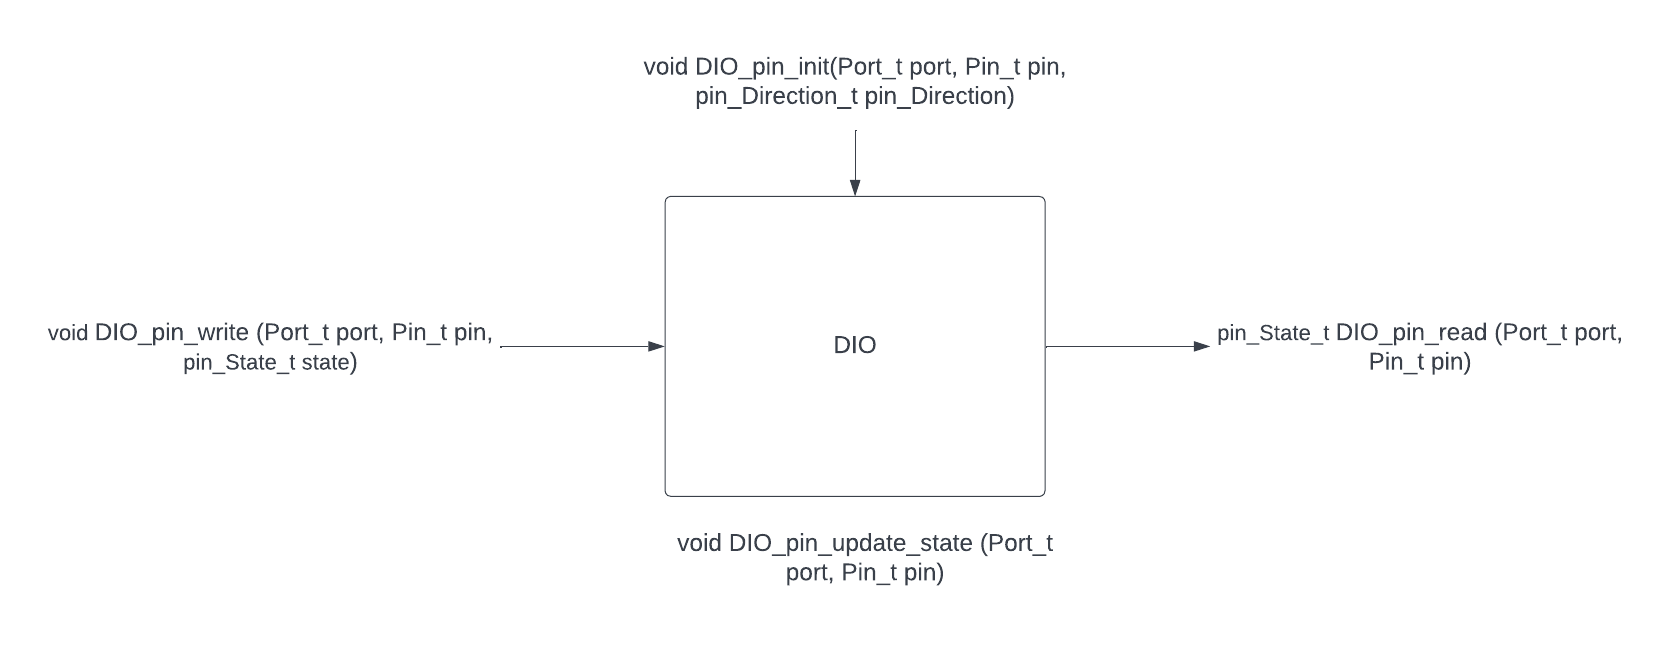 void DIO_pin_init(Port_t port, Pin_t pin,
pin_Direction_t pin_Direction)
void DIO_pin_write (Port_t port, Pin_t pin,
pin_State_t state)
DIO
pin_State_t DIO_pin_read (Port_t port,
Pin_t pin)
void DIO_pin_update_state (Port_t
port, Pin_t pin)